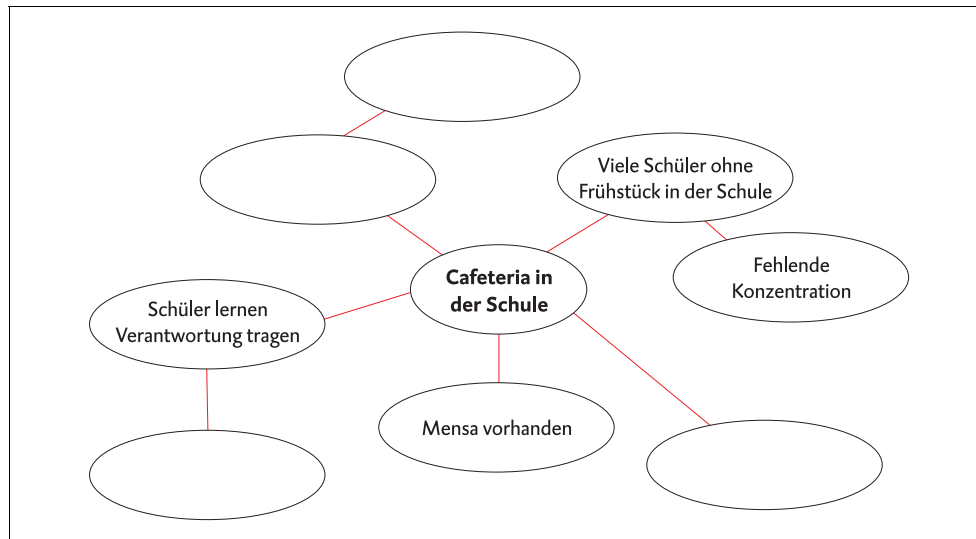 Viele Schüler ohne
Frühstück in der Schule
Fehlende
Konzentration
Cafeteria in
der Schule
Schüler lernen
Verantwortung tragen
Mensa vorhanden